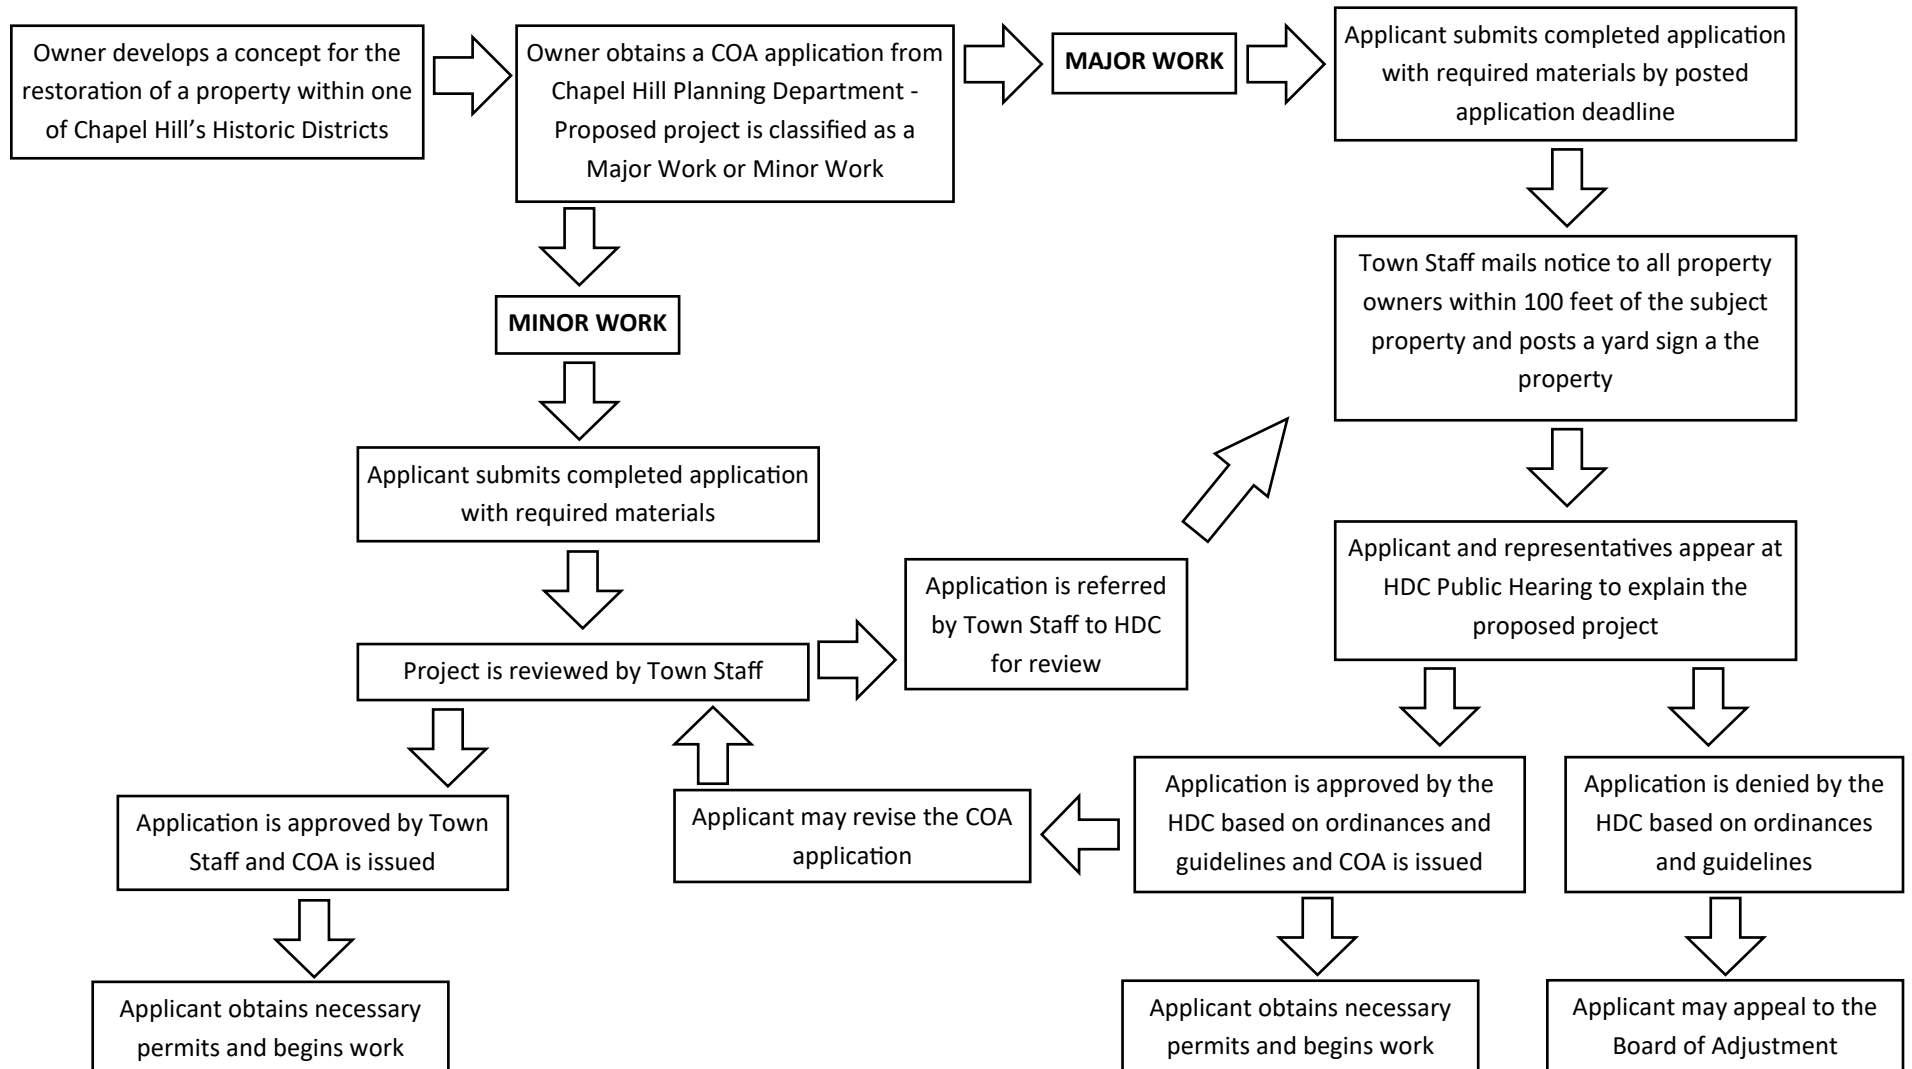 Owner develops a concept for the
restoration of a property within one
of Chapel Hill's Historic Districts
Owner obtains a COA application from
Chapel Hill Planning Department -
Proposed project is classified as a
Major Work or Minor Work
MAJOR WORK
Applicant submits completed application
with required materials by posted
application deadline
Town Staff mails notice to all property
owners within 100 feet of the subject
property and posts a yard sign a the
property
MINOR WORK
Applicant submits completed application
with required materials
Applicant and representatives appear at
HDC Public Hearing to explain the
proposed project
Application is referred
by Town Staff to HDC
for review
Project is reviewed by Town Staff
Application is approved by Town
Staff and COA is issued
Applicant may revise the COA
application
Application is approved by the
HDC based on ordinances and
guidelines and COA is issued
Application is denied by the
HDC based on ordinances
and guidelines
Applicant obtains necessary
permits and begins work
Applicant obtains necessary
permits and begins work
Applicant may appeal to the
Board of Adjustment